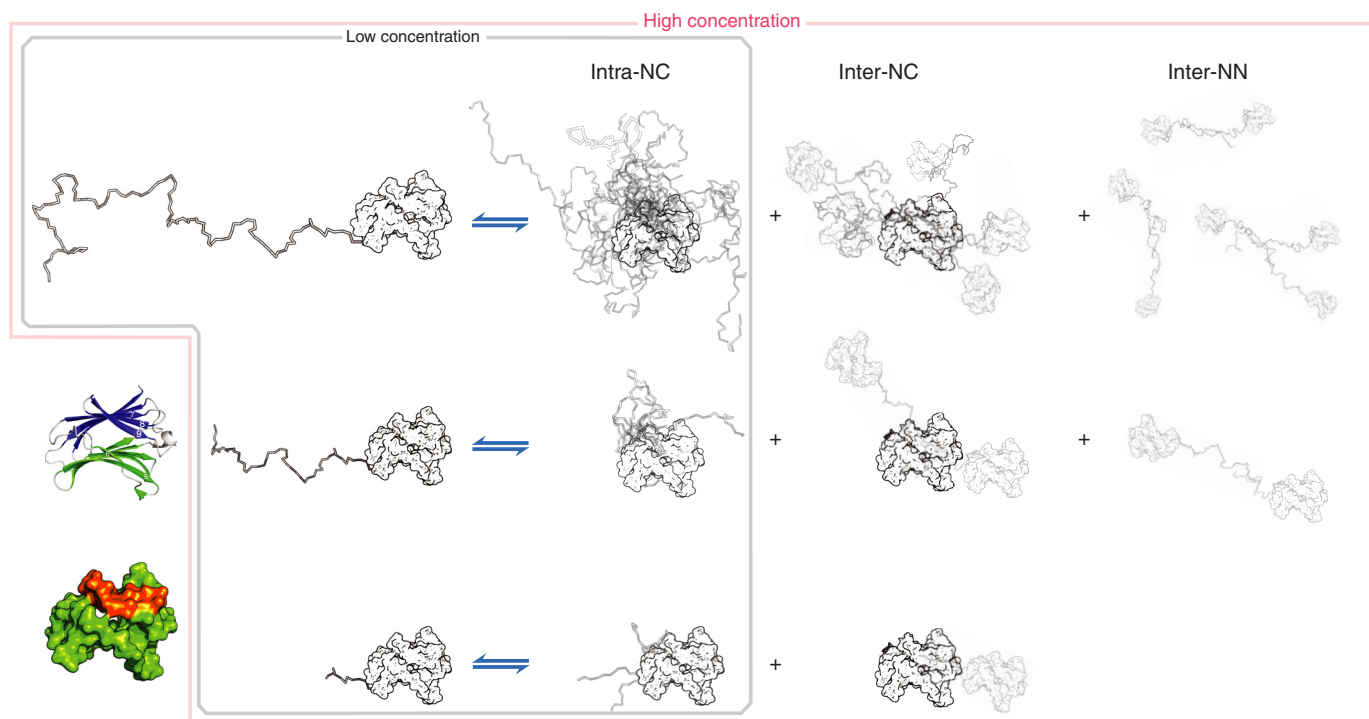 High concentration
Low concentration
Intra-NC
Inter-NC
Inter-NN
+
+
+
+
+